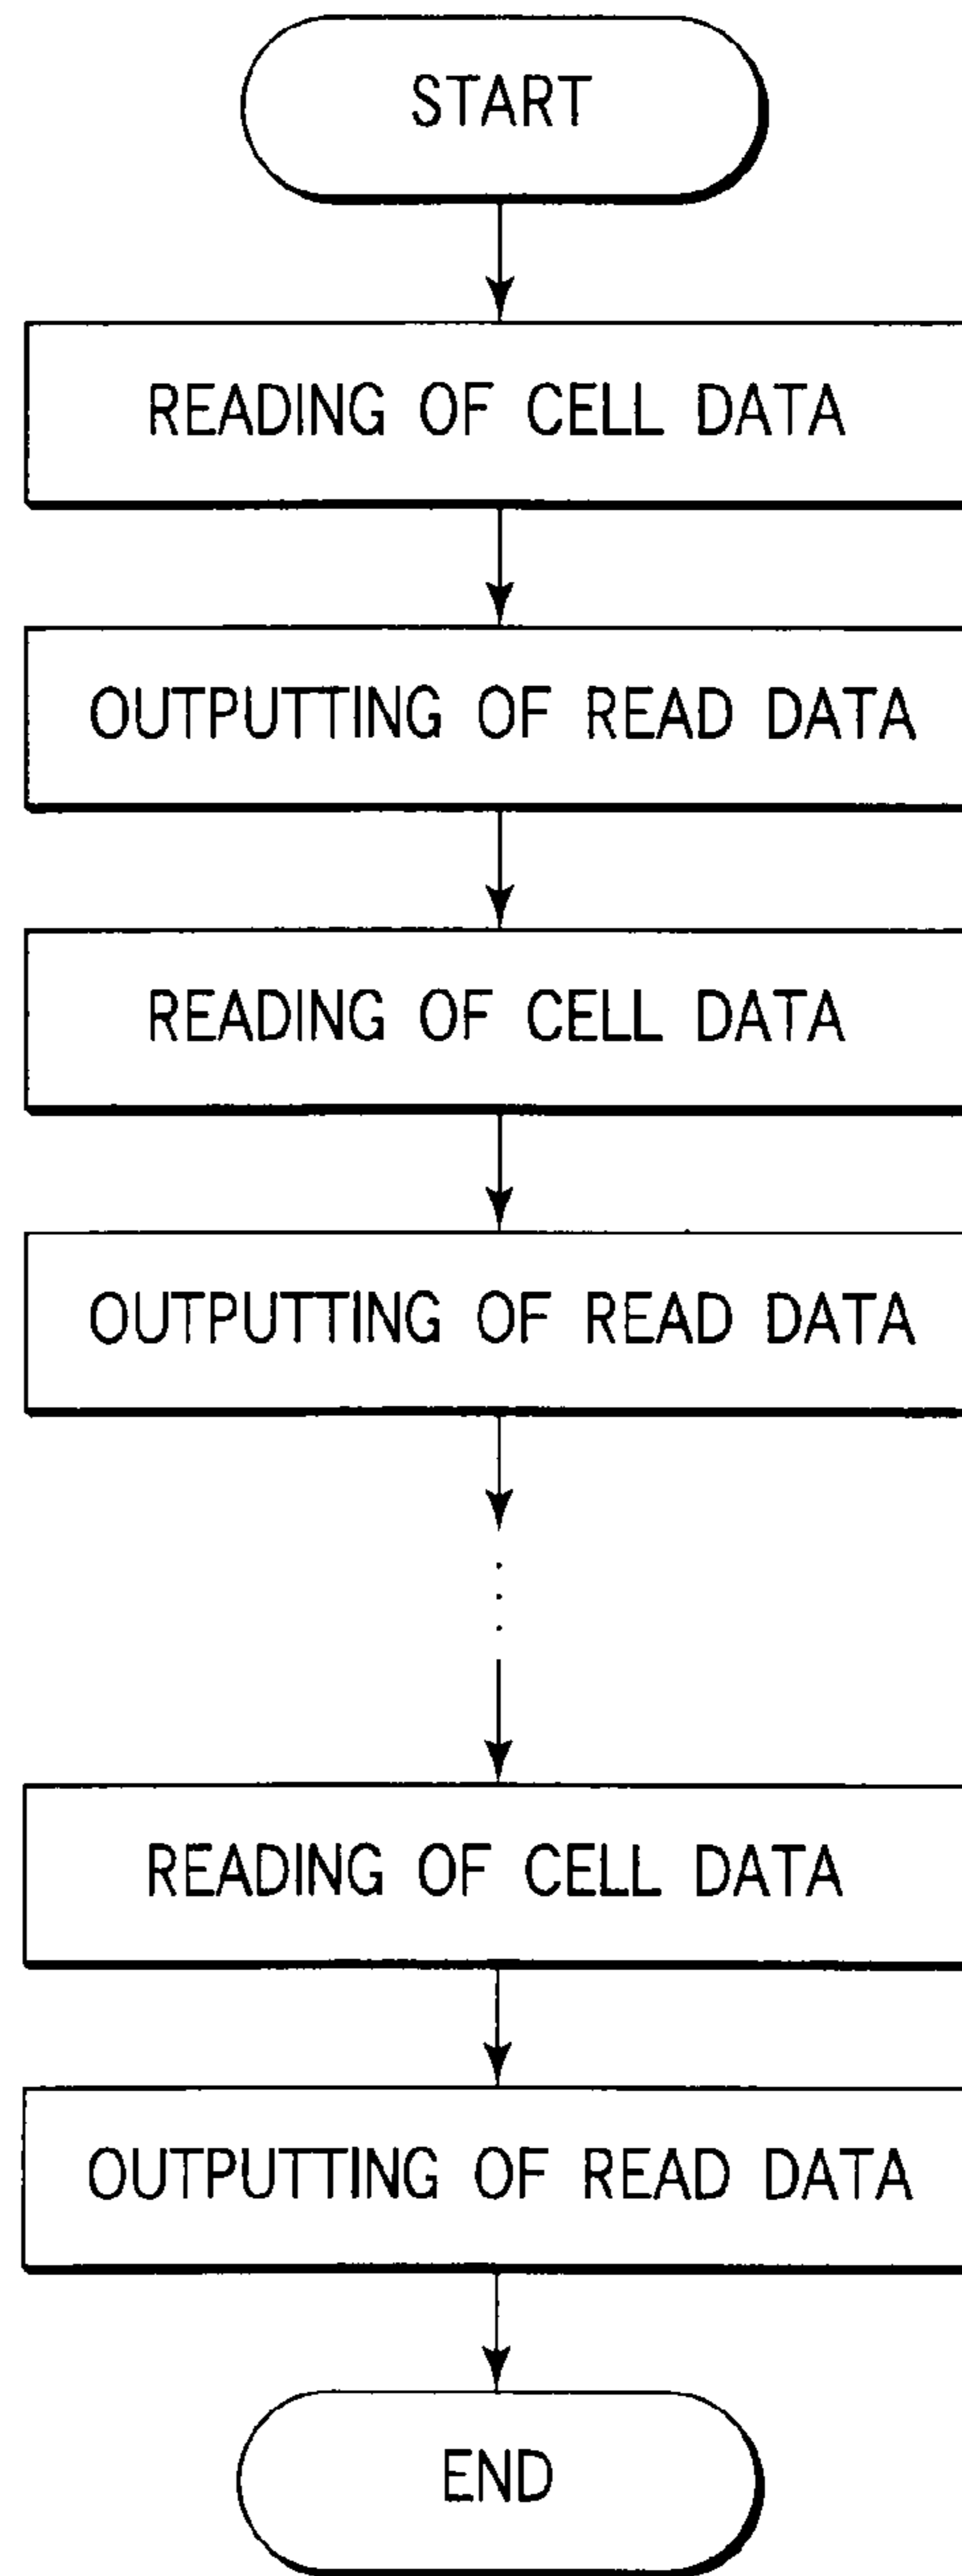 START
READING OF CELL DATA
OUTPUTTING OF READ DATA
READING OF CELL DATA
OUTPUTTING OF READ DATA
READING OF CELL DATA
OUTPUTTING OF READ DATA
END